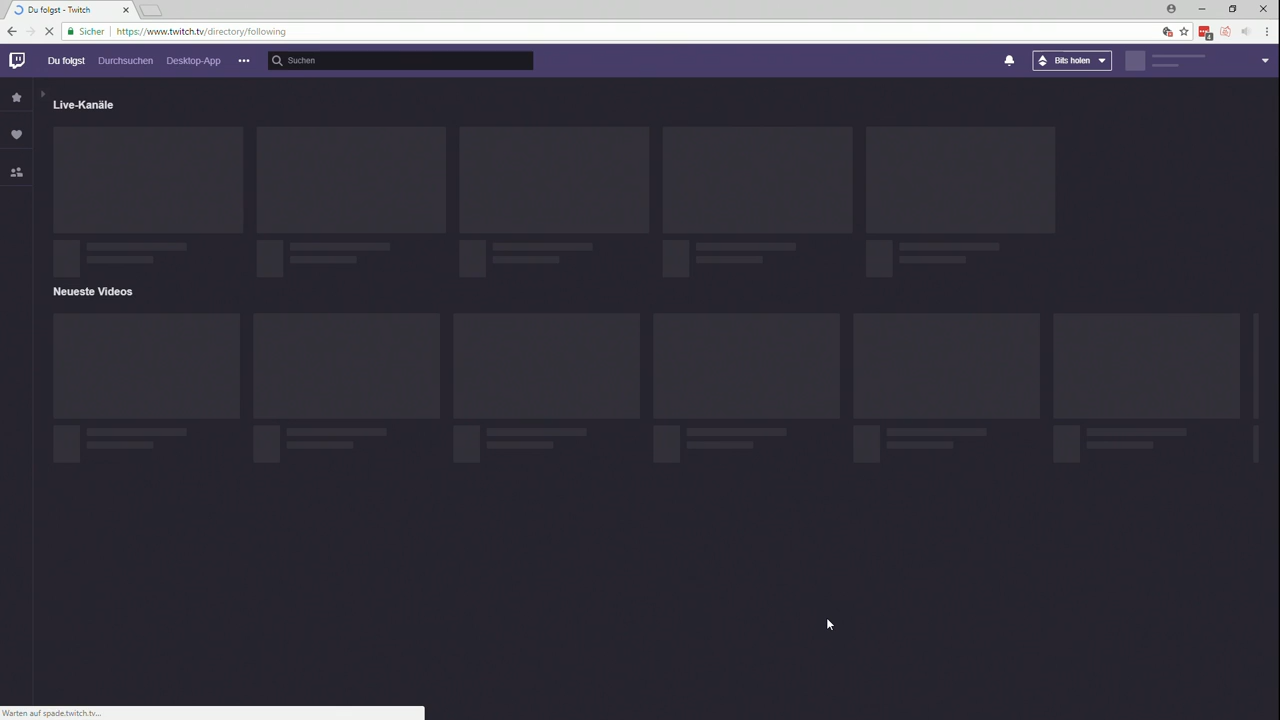 Du folgst - Twitch
Sicher
https://www.twitch.tv/directory/following
4
Du folgst
Durchsuchen
Desktop-App
Suchen
Bits holen
Live-Kanäle
Neueste Videos
Warten auf spade.twitch.tv...